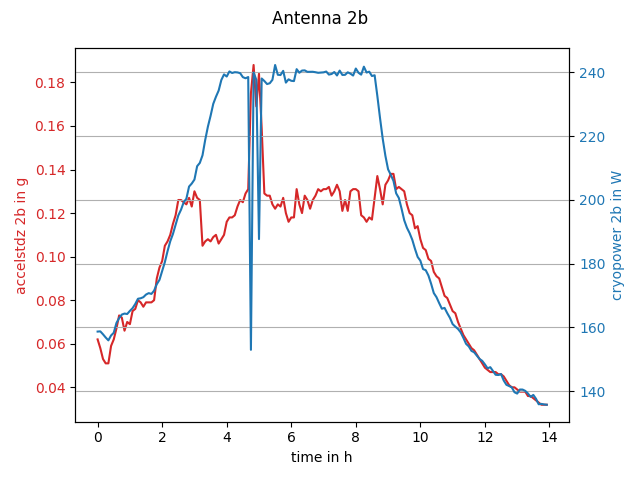 Antenna 2b
accelstdz 2b in g
0.18
0.16
0.14
0.12
0.10
0.08
0.06
0.04
240
220
200
180
160
140
cryopower 2b in W
0 2 4 6 8 10 12 14
time in h